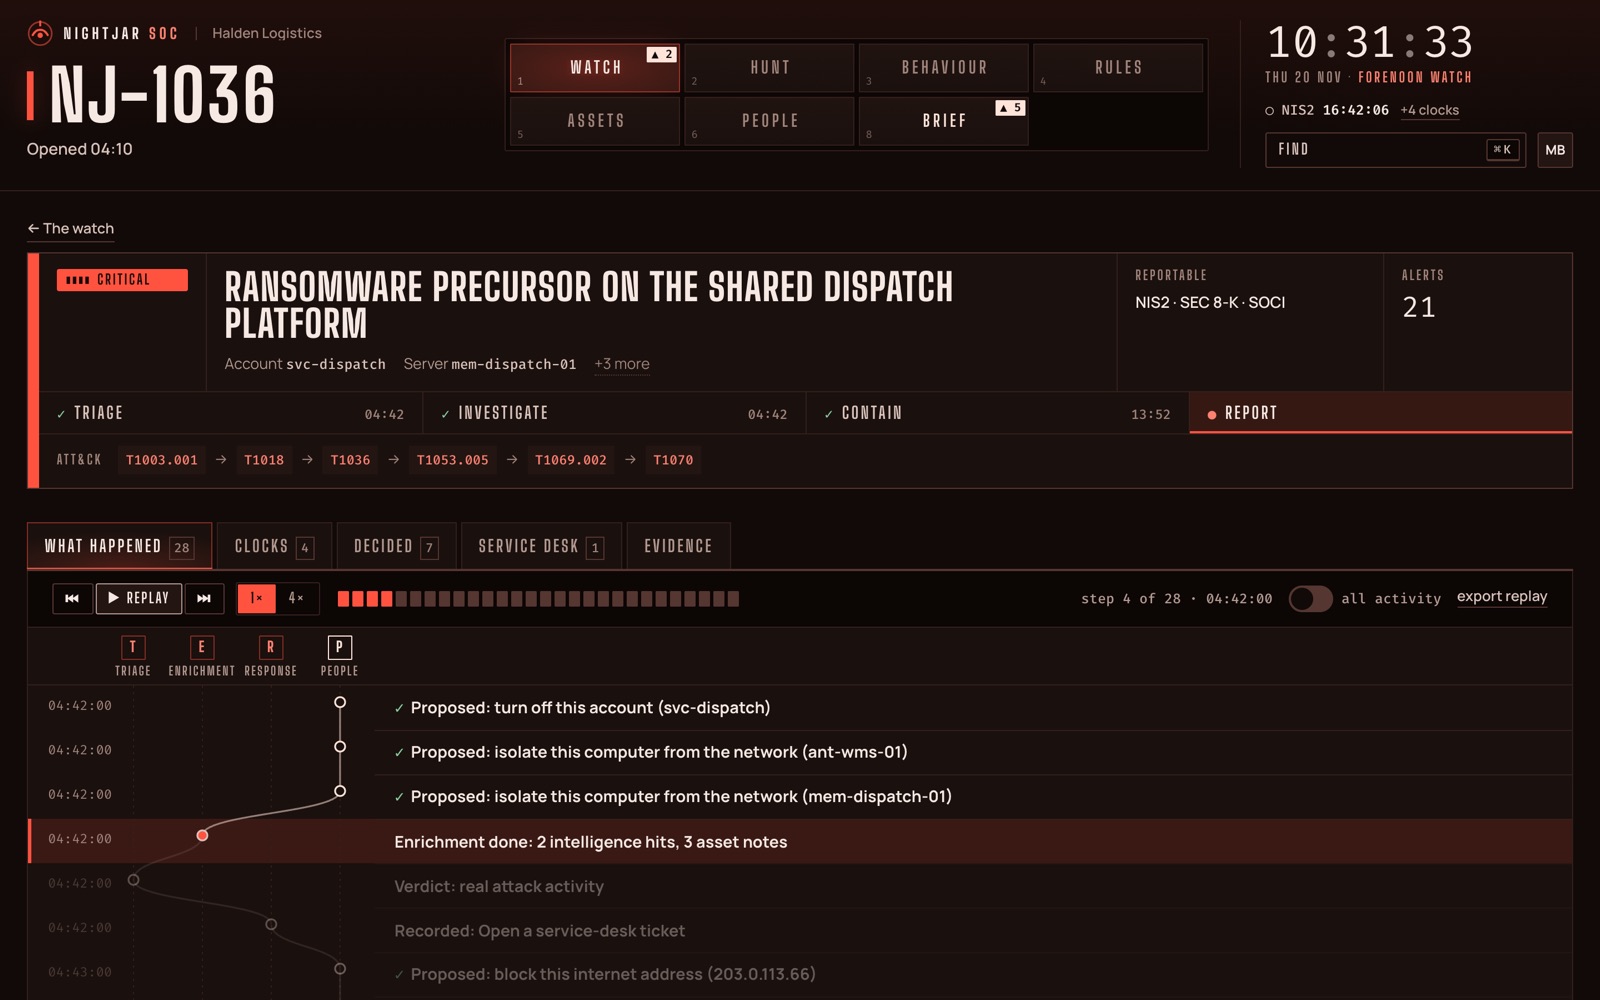 NIGHTJAR SOC | Halden Logistics
NJ-1036
Opened 04:10
1 WATCH ▲ 2
2 HUNT
3 BEHAVIOUR
4 RULES
5 ASSETS
6 PEOPLE
8 BRIEF ▲ 5
10:31:33
THU 20 NOV · FORENOON WATCH
NIS2 16:42:06 +4 clocks
FIND ⌘K
MB
← The watch
CRITICAL
RANSOMWARE PRECURSOR ON THE SHARED DISPATCH
PLATFORM
Account svc-dispatch Server mem-dispatch-01 +3 more
REPORTABLE
NIS2 · SEC 8-K · SOCI
ALERTS
21
✓ TRIAGE 04:42
✓ INVESTIGATE 04:42
✓ CONTAIN 13:52
● REPORT
ATT&CK T1003.001 → T1018 → T1036 → T1053.005 → T1069.002 → T1070
WHAT HAPPENED 28
CLOCKS 4
DECIDED 7
SERVICE DESK 1
EVIDENCE
⏮ ▶ REPLAY ⏭ 1× 4×
step 4 of 28 · 04:42:00
all activity
export replay
T E R P
TRIAGE ENRICHMENT RESPONSE PEOPLE
04:42:00 ✓ Proposed: turn off this account (svc-dispatch)
04:42:00 ✓ Proposed: isolate this computer from the network (ant-wms-01)
04:42:00 ✓ Proposed: isolate this computer from the network (mem-dispatch-01)
04:42:00 Enrichment done: 2 intelligence hits, 3 asset notes
04:42:00 Verdict: real attack activity
04:42:00 Recorded: Open a service-desk ticket
04:43:00 ✓ Proposed: block this internet address (203.0.113.66)